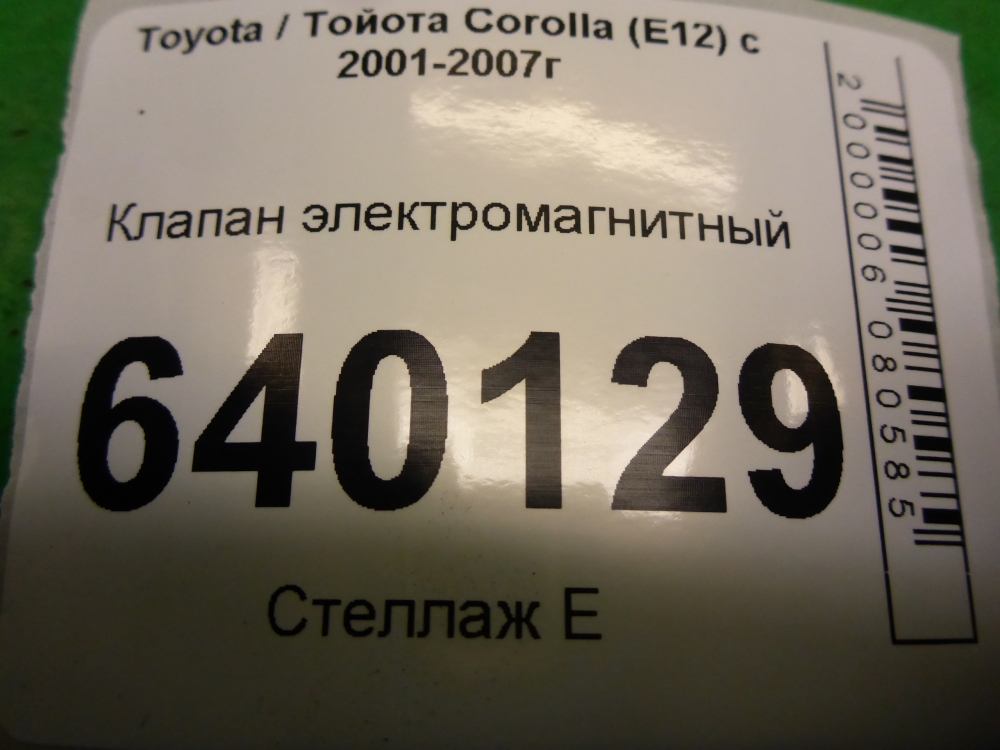 Toyota / Тойота Corolla (E12) с
2001-2007г
Клапан электромагнитный
640129
Стеллаж Е
2000006080585